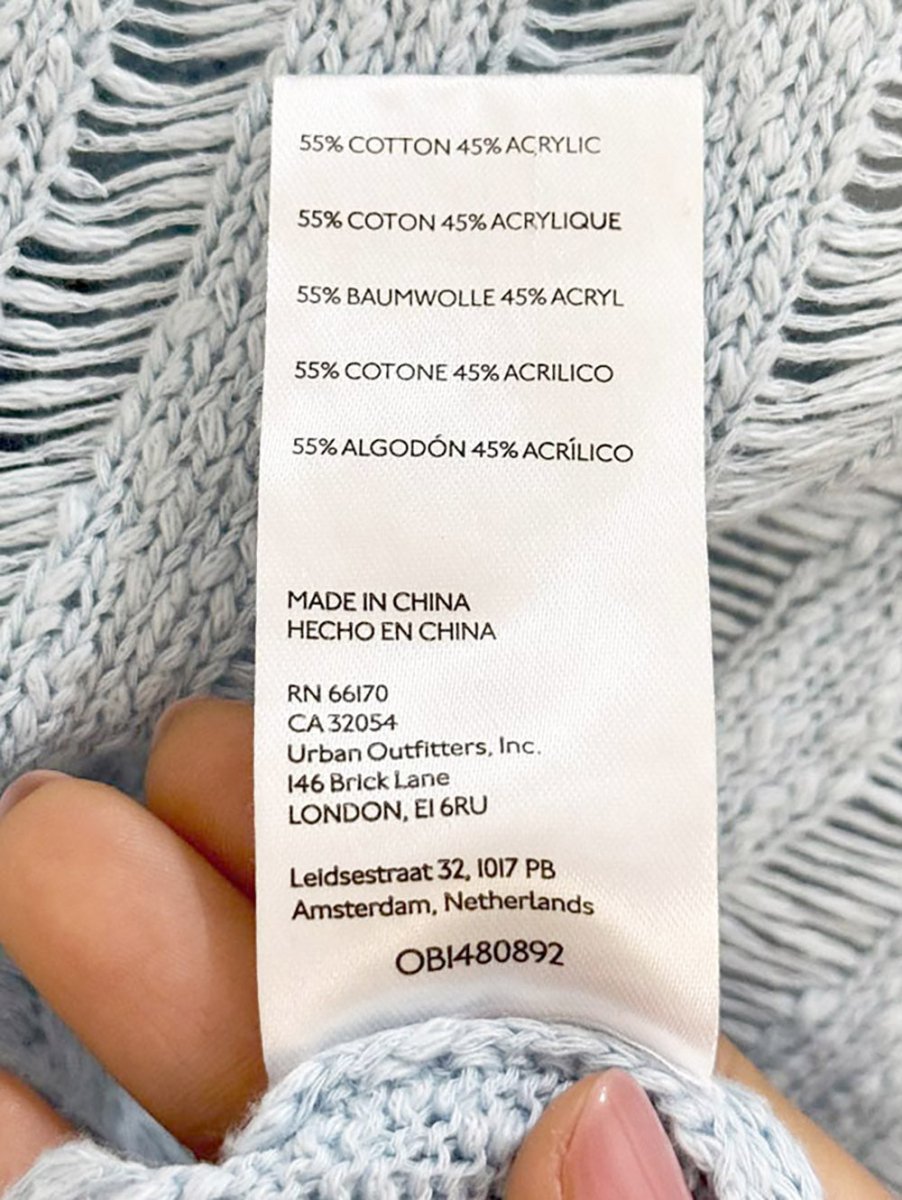 55% COTTON 45% ACRYLIC
55% COTON 45% ACRYLIQUE
55% BAUMWOLLE 45% ACRYL
55% COTONE 45% ACRILICO
55% ALGODÓN 45% ACRÍLICO
MADE IN CHINA
HECHO EN CHINA
RN 66170
CA 32054
Urban Outfitters, Inc.
146 Brick Lane
LONDON, E1 6RU
Leidsestraat 32, 1017 PB
Amsterdam, Netherlands
OB1480892